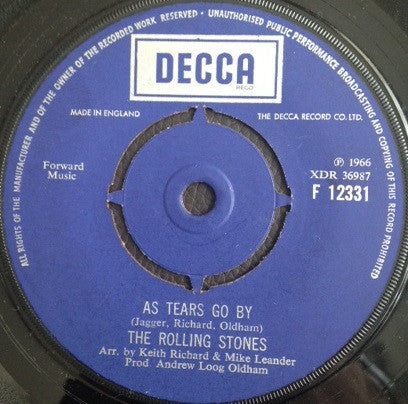 ALL RIGHTS OF THE MANUFACTURER AND OF THE OWNER OF THE RECORDED WORK RESERVED · UNAUTHORISED PUBLIC PERFORMANCE BROADCASTING AND COPYING OF THIS RECORD PROHIBITED
DECCA
REGD
MADE IN ENGLAND
THE DECCA RECORD CO. LTD.
Forward
Music
℗ 1966
XDR 36987
F 12331
AS TEARS GO BY
(Jagger, Richard, Oldham)
THE ROLLING STONES
Arr. by Keith Richard & Mike Leander
Prod Andrew Loog Oldham